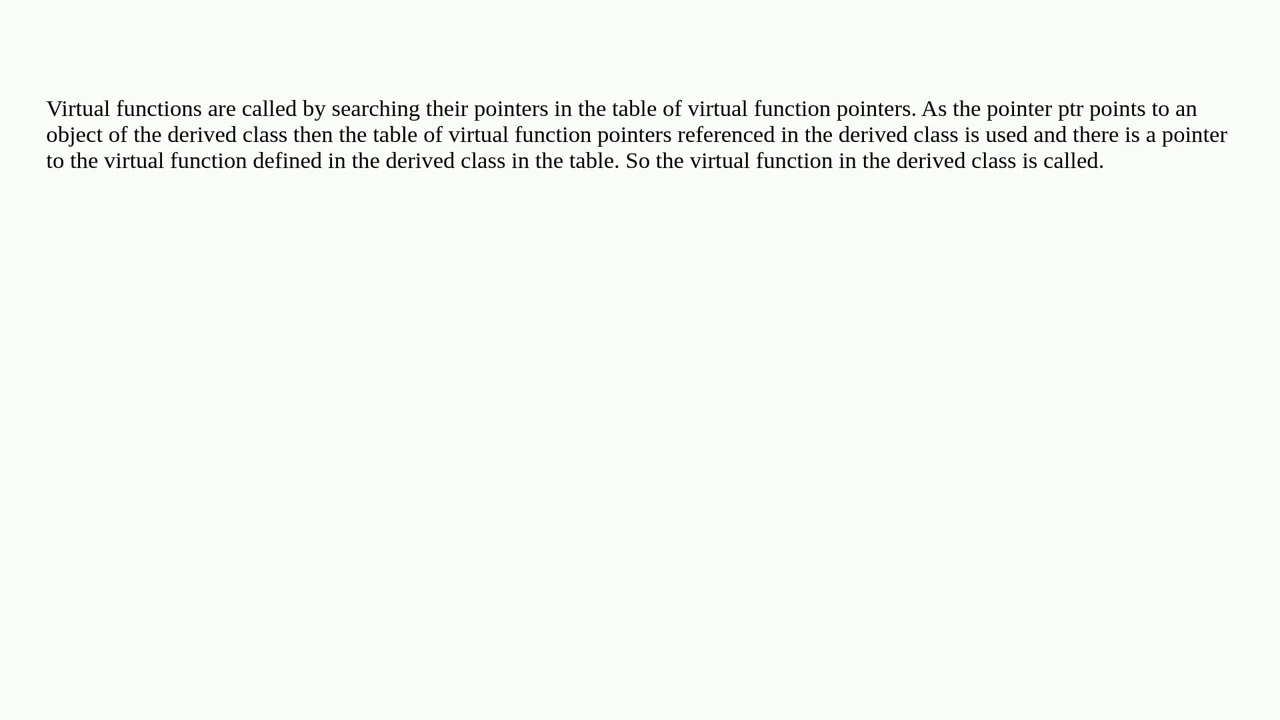 Virtual functions are called by searching their pointers in the table of virtual function pointers. As the pointer ptr points to an
object of the derived class then the table of virtual function pointers referenced in the derived class is used and there is a pointer
to the virtual function defined in the derived class in the table. So the virtual function in the derived class is called.